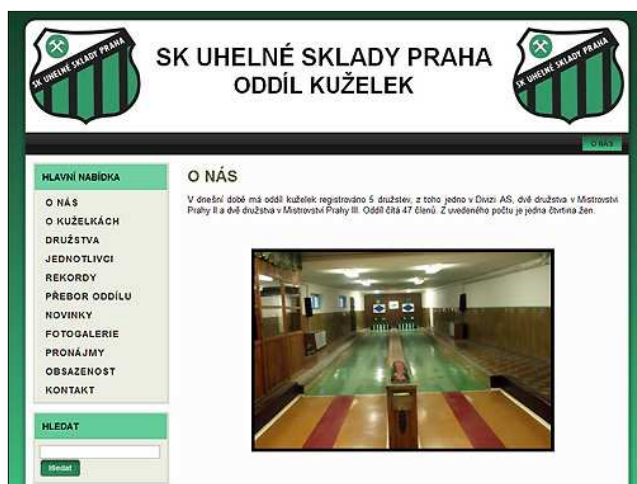 SK UHELNÉ SKLADY PRAHA
SK UHELNÉ SKLADY PRAHA
ODDÍL KUŽELEK
SK UHELNÉ SKLADY PRAHA
O NÁS
HLAVNÍ NABÍDKA
O NÁS
O KUŽELKÁCH
DRUŽSTVA
JEDNOTLIVCI
REKORDY
PŘEBOR ODDÍLU
NOVINKY
FOTOGALERIE
PRONÁJMY
OBSAZENOST
KONTAKT
HLEDAT
Hledat
O NÁS
V dnešní době má oddíl kuželek registrováno 5 družstev, z toho jedno v Divizi AS, dvě družstva v Mistrovství
Prahy II a dvě družstva v Mistrovství Prahy III. Oddíl čítá 47 členů. Z uvedeného počtu je jedna čtvrtina žen.